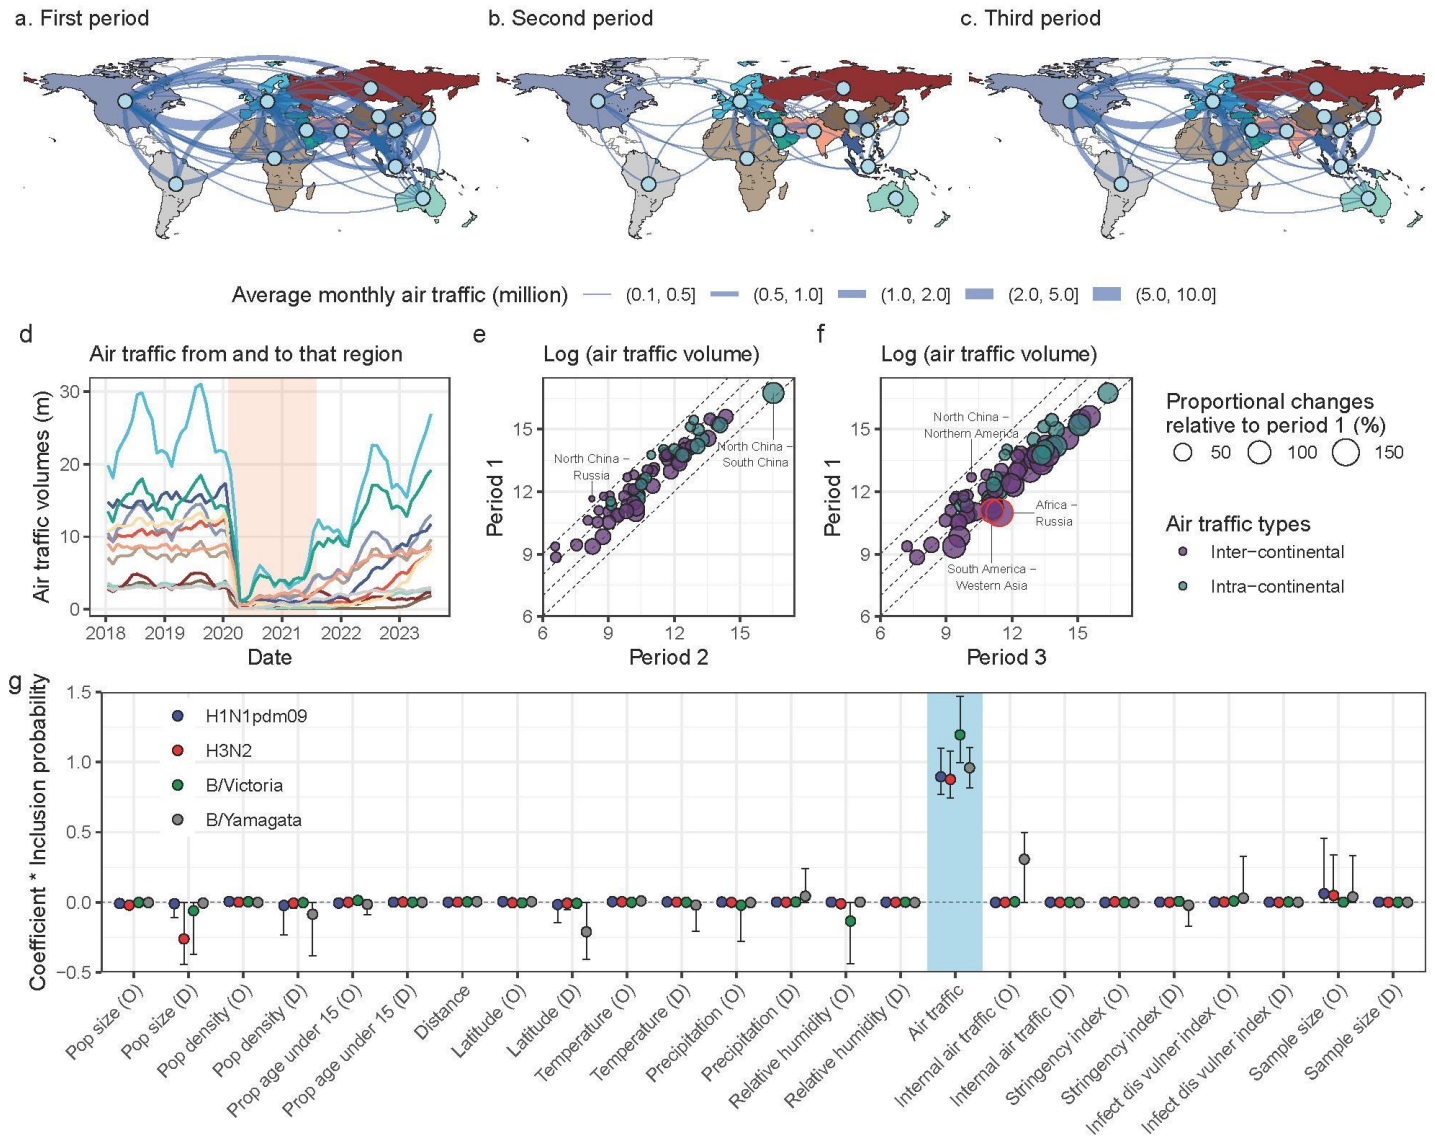 a. First period
b. Second period
c. Third period
Average monthly air traffic (million)
(0.1, 0.5]
(0.5, 1.0]
(1.0, 2.0]
(2.0, 5.0]
(5.0, 10.0]
d
Air traffic from and to that region
Air traffic volumes (m)
30
20
10
0
2018
2019
2020
2021
2022
2023
Date
e
Log (air traffic volume)
Period 1
15
12
9
6
North China –
Russia
North China –
South China
6
9
12
15
Period 2
f
Log (air traffic volume)
Period 1
15
12
9
6
North China –
Northern America
Africa –
Russia
South America –
Western Asia
6
9
12
15
Period 3
Proportional changes
relative to period 1 (%)
50
100
150
Air traffic types
Inter-continental
Intra-continental
g
Coefficient * Inclusion probability
1.5
1.0
0.5
0.0
−0.5
H1N1pdm09
H3N2
B/Victoria
B/Yamagata
Pop size (O)
Pop size (D)
Pop density (O)
Pop density (D)
Prop age under 15 (O)
Prop age under 15 (D)
Distance
Latitude (O)
Latitude (D)
Temperature (O)
Temperature (D)
Precipitation (O)
Precipitation (D)
Relative humidity (O)
Relative humidity (D)
Air traffic
Internal air traffic (O)
Internal air traffic (D)
Stringency index (O)
Stringency index (D)
Infect dis vulner index (O)
Infect dis vulner index (D)
Sample size (O)
Sample size (D)